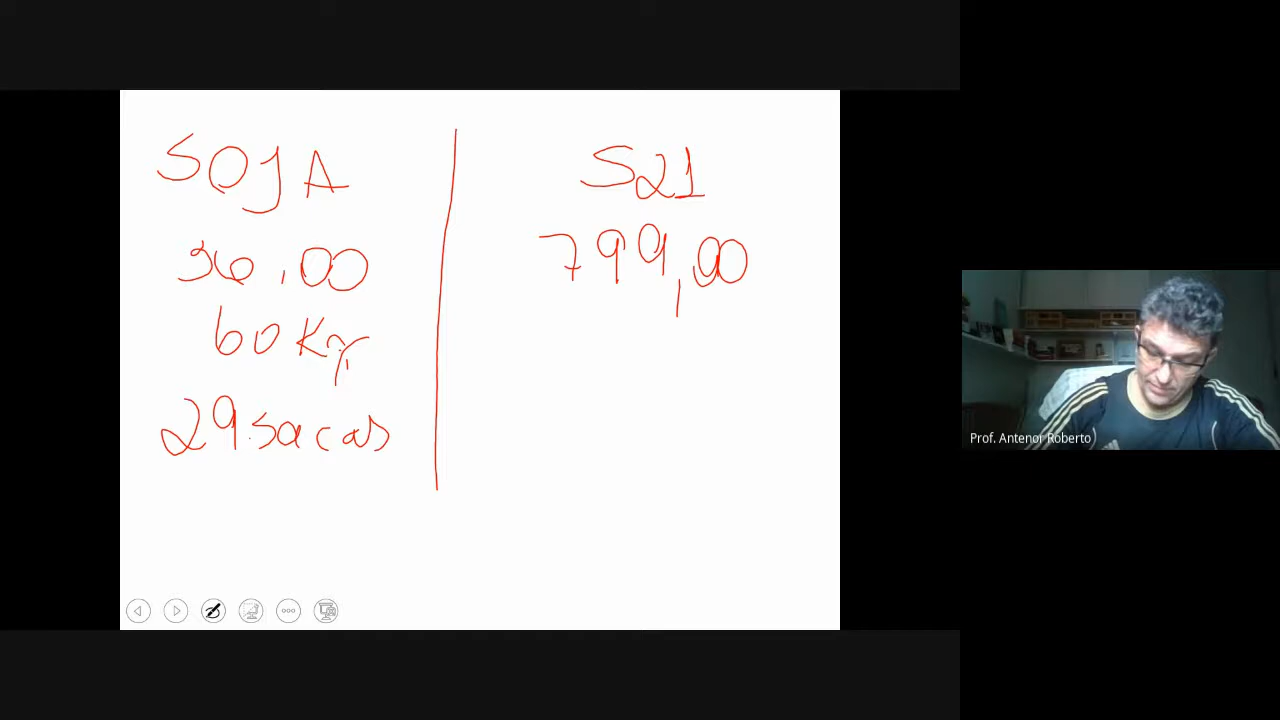 SOJA
36,00
60 Kg
29 sacas
S21
799,00
Prof. Antenor Roberto